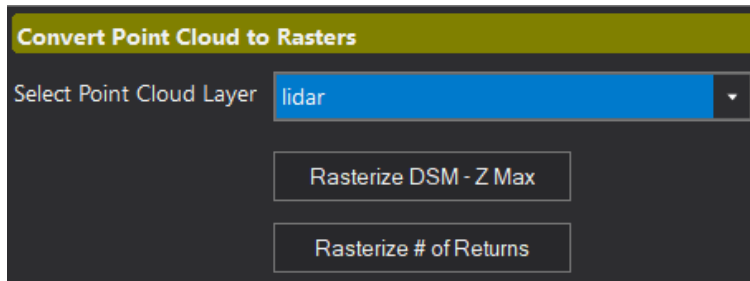 Convert Point Cloud to Rasters
Select Point Cloud Layer lidar
Rasterize DSM - Z Max
Rasterize # of Returns